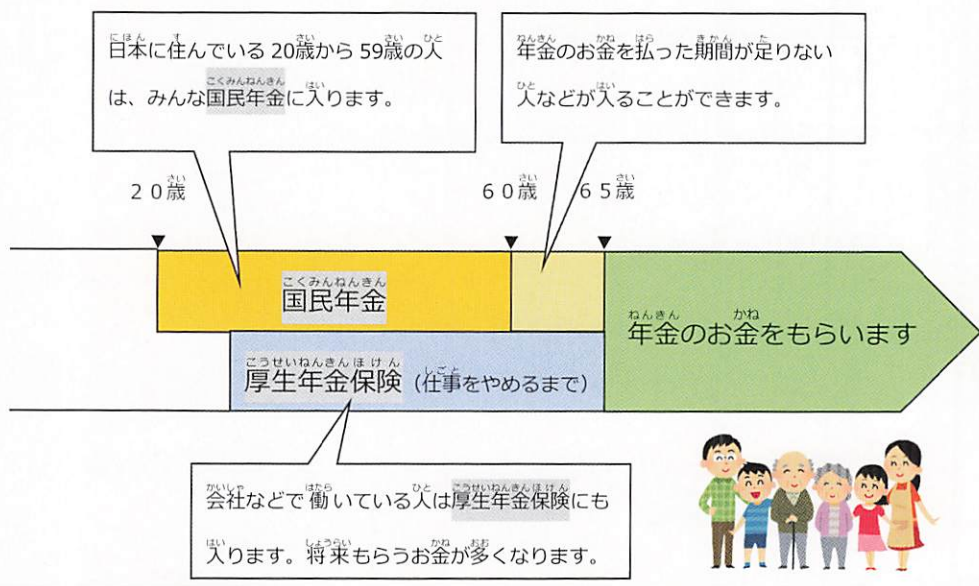 日本に住んでいる 20歳から 59歳の人
は、みんな国民年金に入ります。
年金のお金を払った期間が足りない
人などが入ることができます。
20歳
60歳
65歳
国民年金
厚生年金保険（仕事をやめるまで）
年金のお金をもらいます
会社などで働いている人は厚生年金保険にも
入ります。将来もらうお金が多くなります。